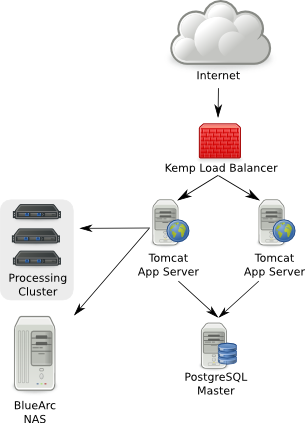 Internet
Kemp Load Balancer
Tomcat
App Server
Tomcat
App Server
Processing
Cluster
PostgreSQL
Master
BlueArc
NAS